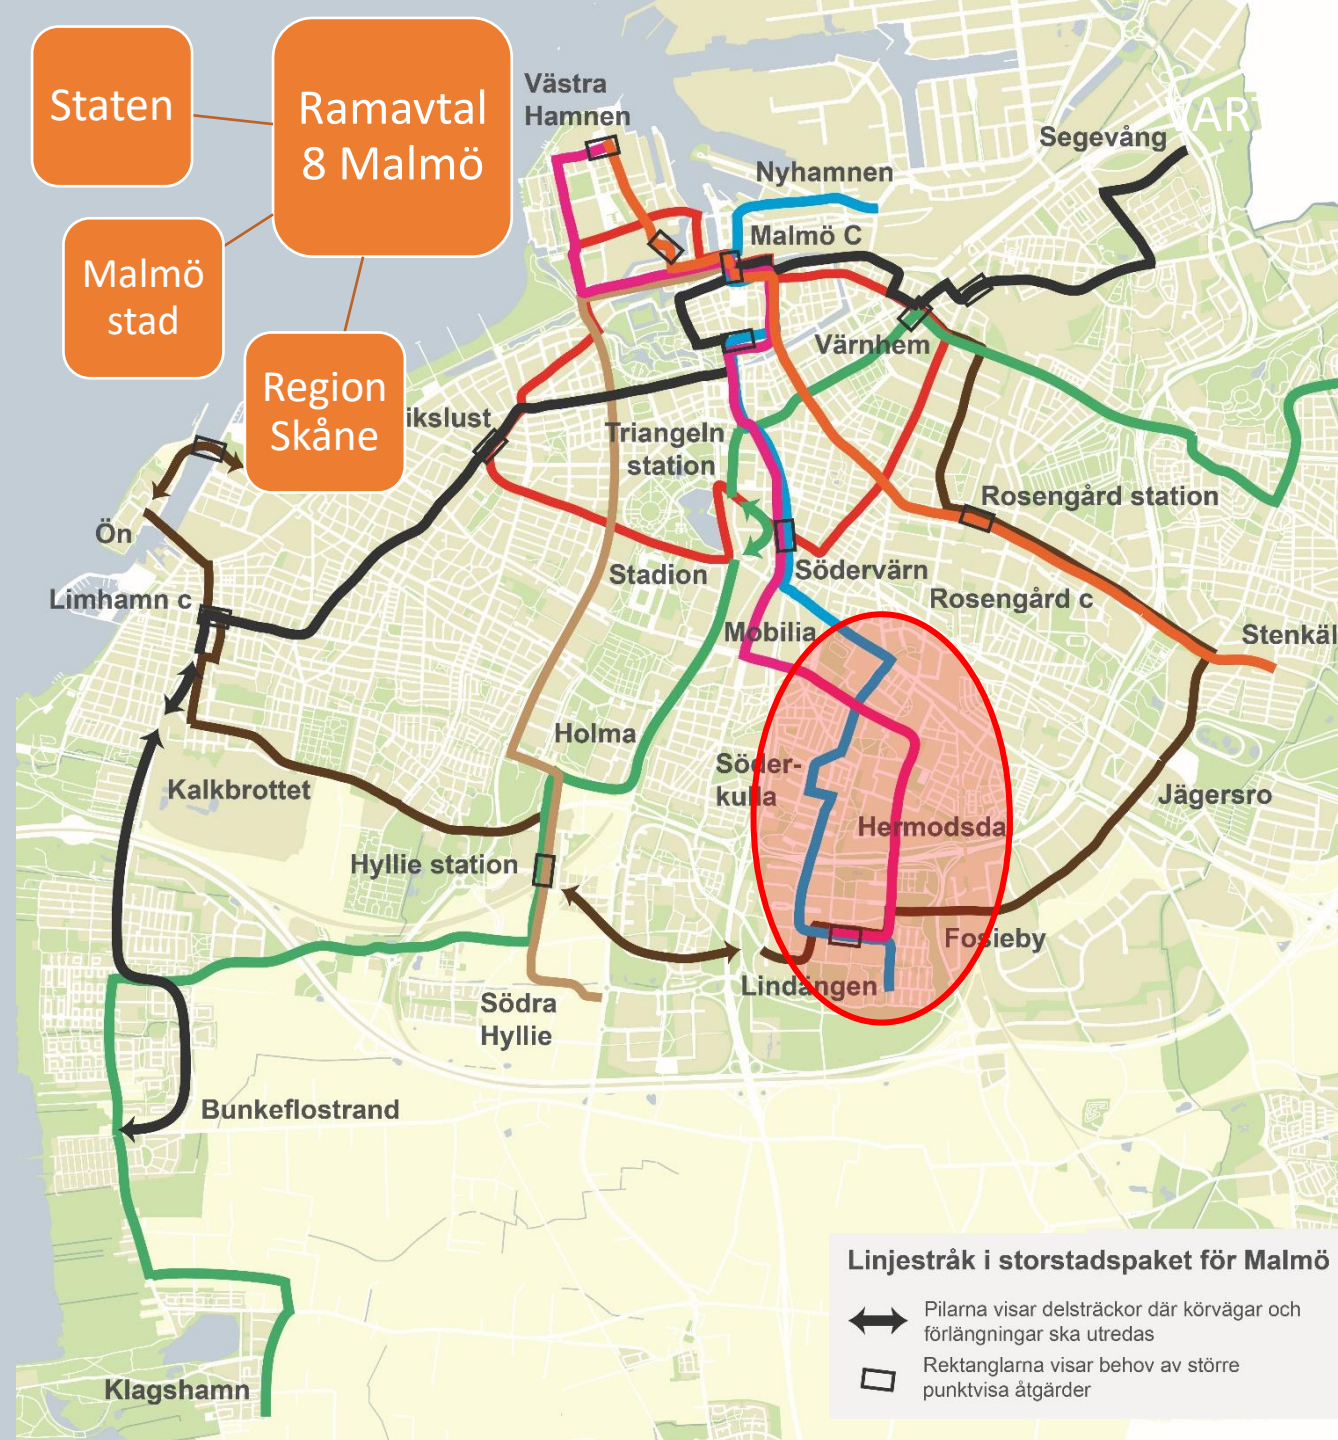 Staten
Ramavtal
8 Malmö
Malmö
stad
Region
Skåne
Västra
Hamnen
ART
Segevång
Nyhamnen
Malmö C
Värnhem
ikslust
Triangeln
station
Rosengård station
Ön
Stadion
Södervärn
Limhamn c
Rosengård c
Mobilia
Stenkäl
Holma
Söder-
kulla
Kalkbrottet
Jägersro
Hermodsda
Hyllie station
Fosieby
Lindängen
Södra
Hyllie
Bunkeflostrand
Klagshamn
Linjestråk i storstadspaket för Malmö
Pilarna visar delsträckor där körvägar och
förlängningar ska utredas
Rektanglarna visar behov av större
punktvisa åtgärder